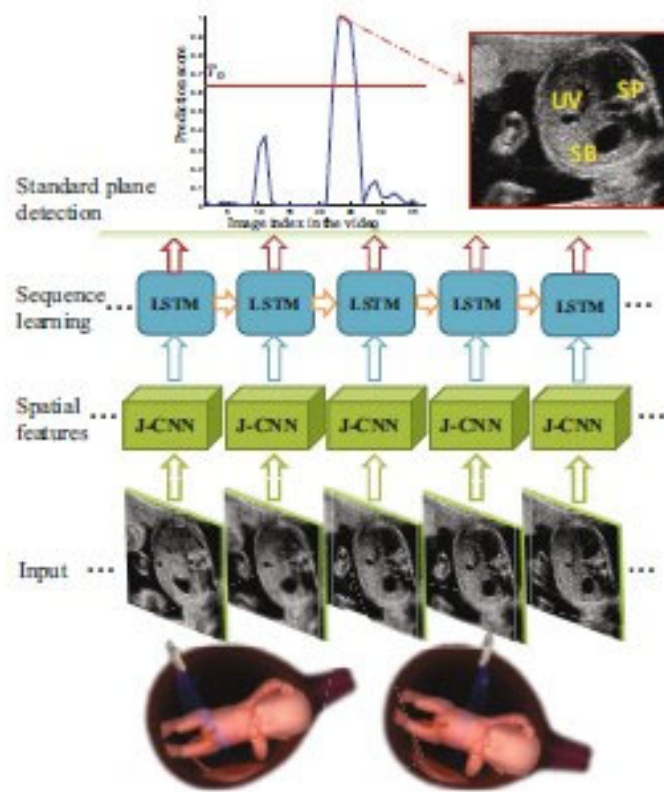 Prediction score
T0
UV
SP
SB
Image index in the video
Standard plane
detection
Sequence
learning
... LSTM LSTM LSTM LSTM LSTM ...
Spatial
features
... J-CNN J-CNN J-CNN J-CNN J-CNN ...
Input ... ...